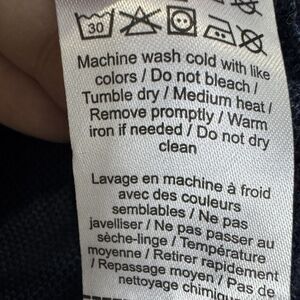 30
Machine wash cold with like
colors / Do not bleach /
Tumble dry / Medium heat /
Remove promptly / Warm
iron if needed / Do not dry
clean
Lavage en machine à froid
avec des couleurs
semblables / Ne pas
javelliser / Ne pas passer au
sèche-linge / Température
moyenne / Retirer rapidement
/ Repassage moyen / Pas de
nettoyage chimique